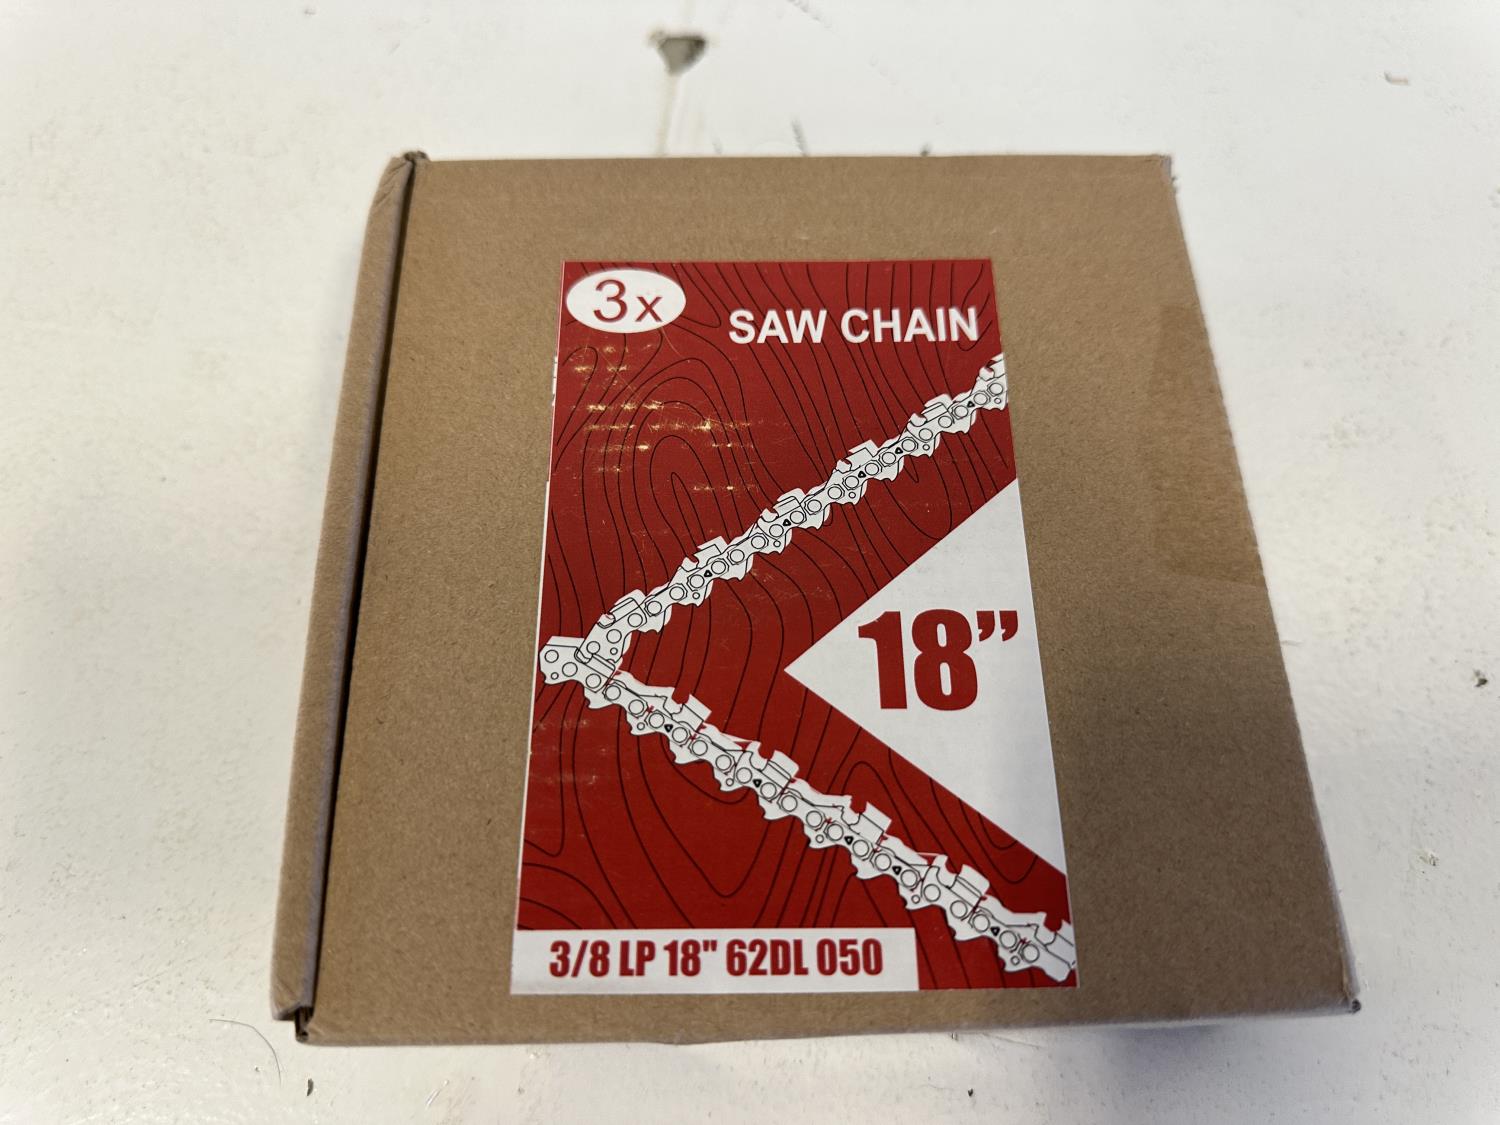 3x
SAW CHAIN
18”
3/8 LP 18" 62DL 050